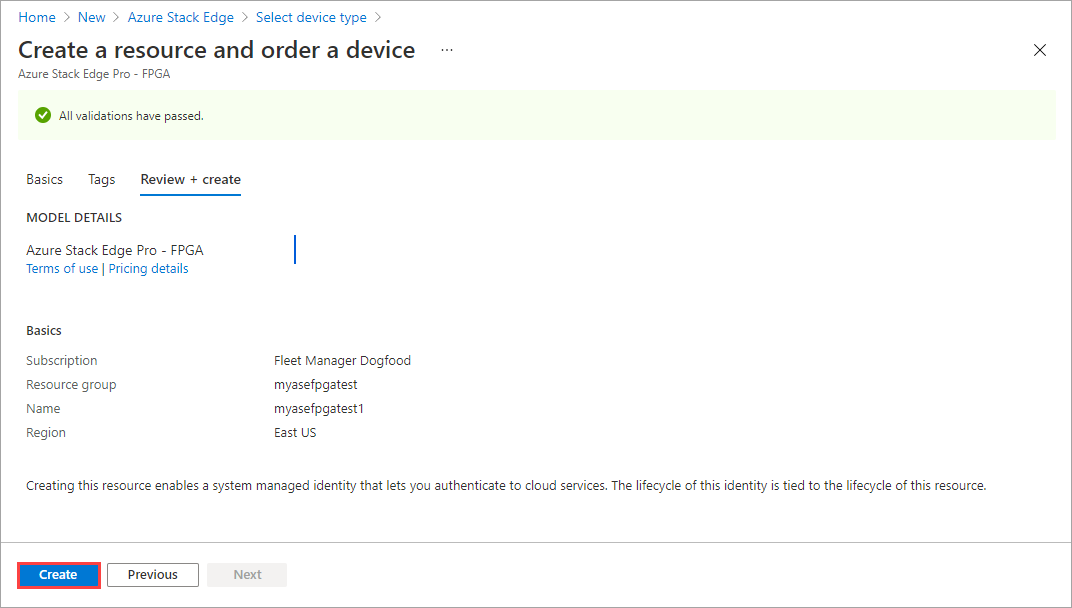 Home > New > Azure Stack Edge > Select device type >
Create a resource and order a device ...
Azure Stack Edge Pro - FPGA
All validations have passed.
Basics Tags Review + create
MODEL DETAILS
Azure Stack Edge Pro - FPGA
Terms of use | Pricing details
Basics
Subscription Fleet Manager Dogfood
Resource group myasefpgatest
Name myasefpgatest1
Region East US
Creating this resource enables a system managed identity that lets you authenticate to cloud services. The lifecycle of this identity is tied to the lifecycle of this resource.
Create Previous Next